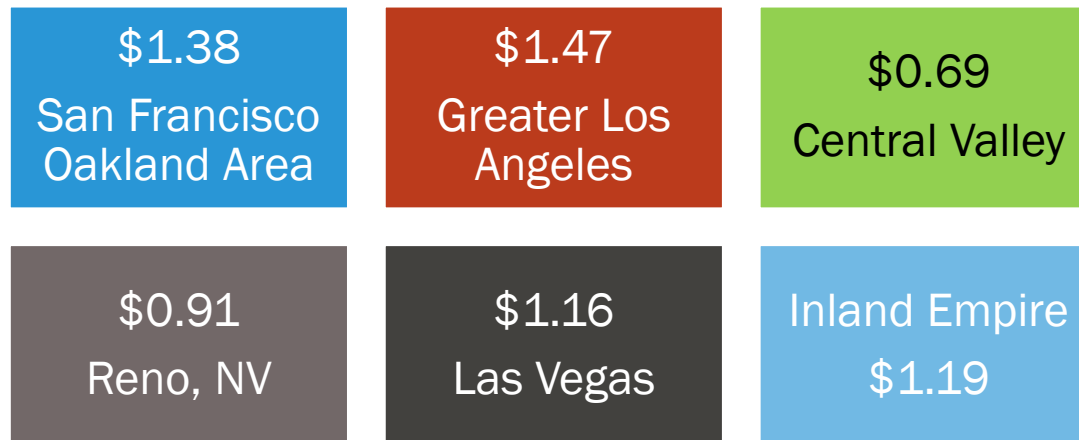 $1.38
San Francisco
Oakland Area
$1.47
Greater Los
Angeles
$0.69
Central Valley
$0.91
Reno, NV
$1.16
Las Vegas
Inland Empire
$1.19